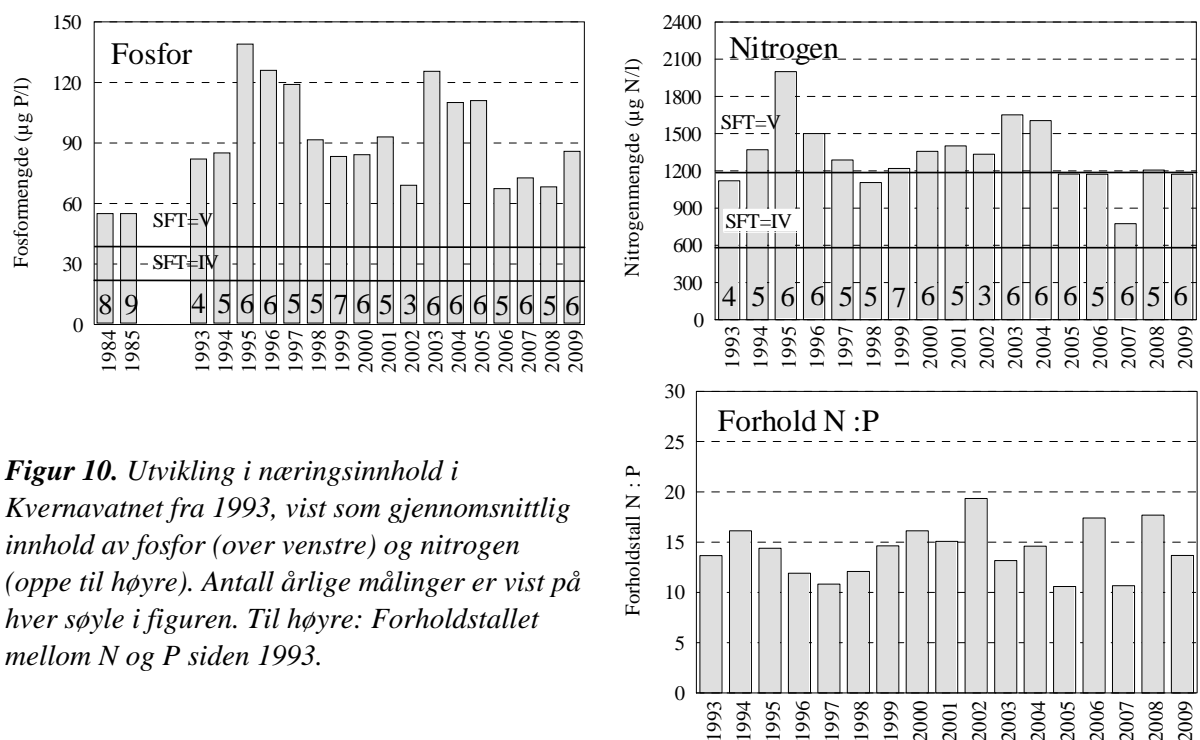 Fosfor
Fosformengde (µg P/l)
150
120
90
60
30
0
SFT=V
SFT=IV
8 9 4 5 6 6 5 5 7 6 5 3 6 6 6 5 6 5 6
1984 1985 1993 1994 1995 1996 1997 1998 1999 2000 2001 2002 2003 2004 2005 2006 2007 2008 2009
Nitrogen
Nitrogenmengde (µg N/l)
2400
2100
1800
1500
1200
900
600
300
0
SFT=V
SFT=IV
4 5 6 6 5 5 7 6 5 3 6 6 6 5 6 5 6
1993 1994 1995 1996 1997 1998 1999 2000 2001 2002 2003 2004 2005 2006 2007 2008 2009
Forhold N :P
Forholdstall N : P
30
25
20
15
10
5
0
1993 1994 1995 1996 1997 1998 1999 2000 2001 2002 2003 2004 2005 2006 2007 2008 2009
Figur 10. Utvikling i næringsinnhold i
Kvernavatnet fra 1993, vist som gjennomsnittlig
innhold av fosfor (over venstre) og nitrogen
(oppe til høyre). Antall årlige målinger er vist på
hver søyle i figuren. Til høyre: Forholdstallet
mellom N og P siden 1993.